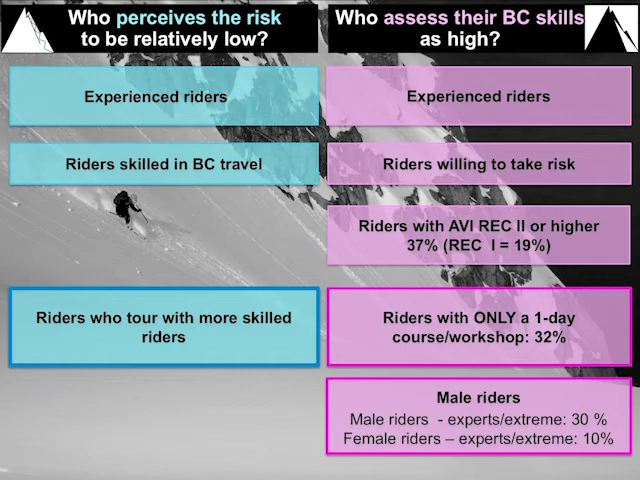 Who perceives the risk
to be relatively low?
Experienced riders
Riders skilled in BC travel
Riders who tour with more skilled
riders
Who assess their BC skills
as high?
Experienced riders
Riders willing to take risk
Riders with AVI REC II or higher
37% (REC I = 19%)
Riders with ONLY a 1-day
course/workshop: 32%
Male riders
Male riders - experts/extreme: 30 %
Female riders – experts/extreme: 10%